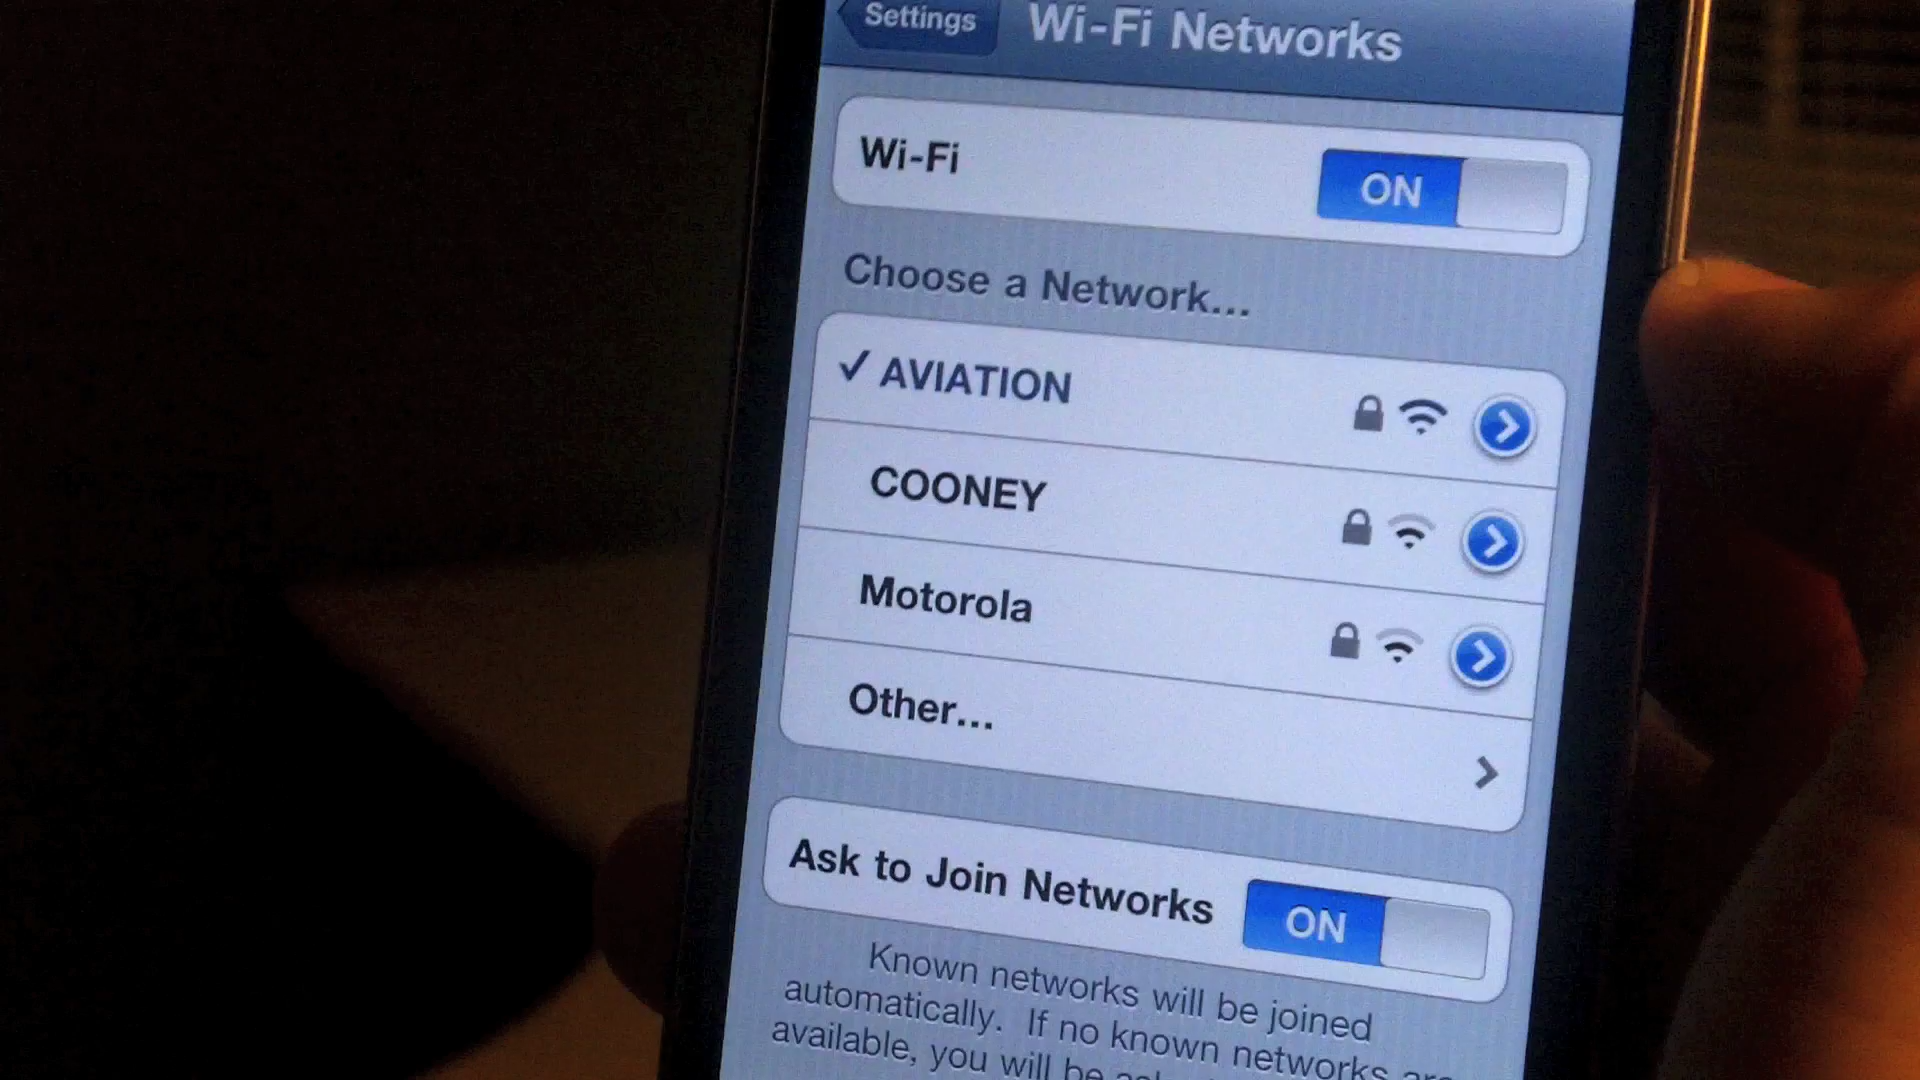 Settings
Wi-Fi Networks
Wi-Fi
ON
Choose a Network...
✓ AVIATION
COONEY
Motorola
Other...
Ask to Join Networks
ON
Known networks will be joined
automatically. If no known networks are
available, you will be